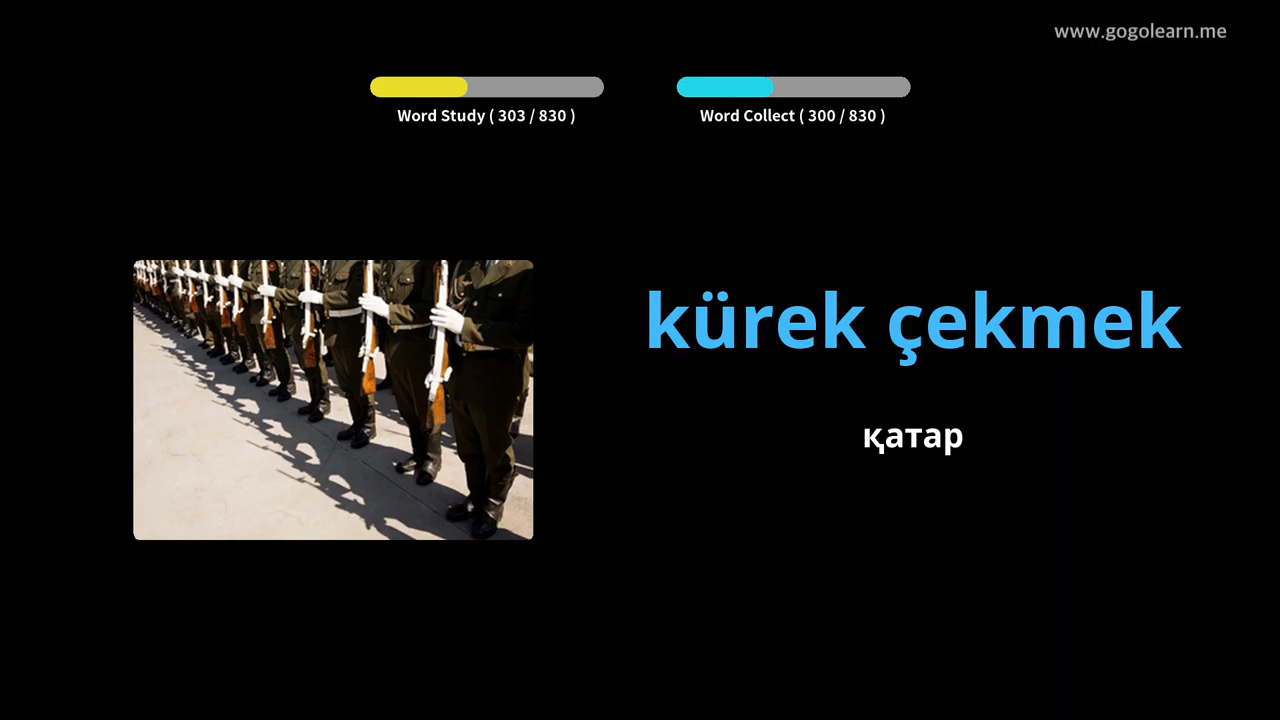 www.gogolearn.me
Word Study ( 303 / 830 )
Word Collect ( 300 / 830 )
kürek çekmek
қатар